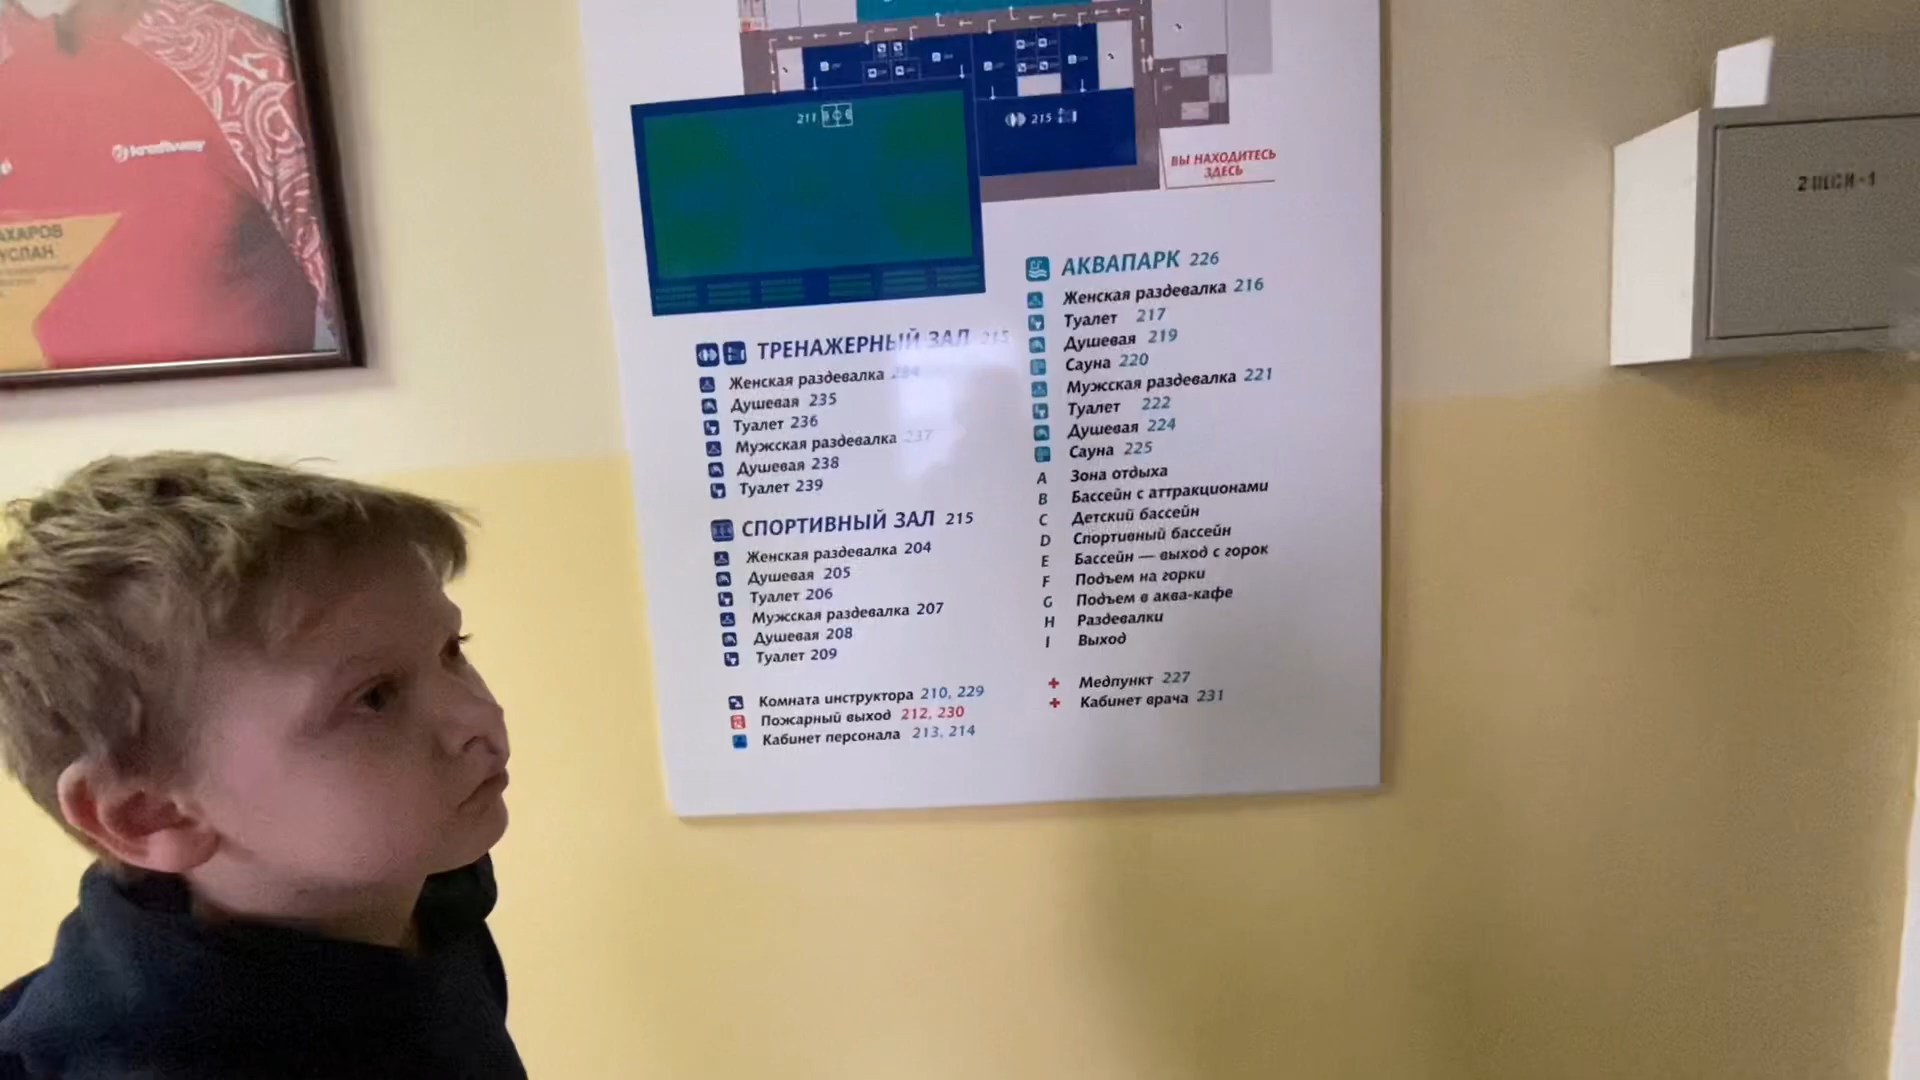 kraftway
211
215
ВЫ НАХОДИТЕСЬ
ЗДЕСЬ
ТРЕНАЖЕРНЫЙ ЗАЛ 215
Женская раздевалка 234
Душевая 235
Туалет 236
Мужская раздевалка 237
Душевая 238
Туалет 239
СПОРТИВНЫЙ ЗАЛ 215
Женская раздевалка 204
Душевая 205
Туалет 206
Мужская раздевалка 207
Душевая 208
Туалет 209
Комната инструктора 210, 229
Пожарный выход 212, 230
Кабинет персонала 213, 214
АКВАПАРК 226
Женская раздевалка 216
Туалет 217
Душевая 219
Сауна 220
Мужская раздевалка 221
Туалет 222
Душевая 224
Сауна 225
A Зона отдыха
B Бассейн с аттракционами
C Детский бассейн
D Спортивный бассейн
E Бассейн — выход с горок
F Подъем на горки
G Подъем в аква-кафе
H Раздевалки
I Выход
Медпункт 227
Кабинет врача 231